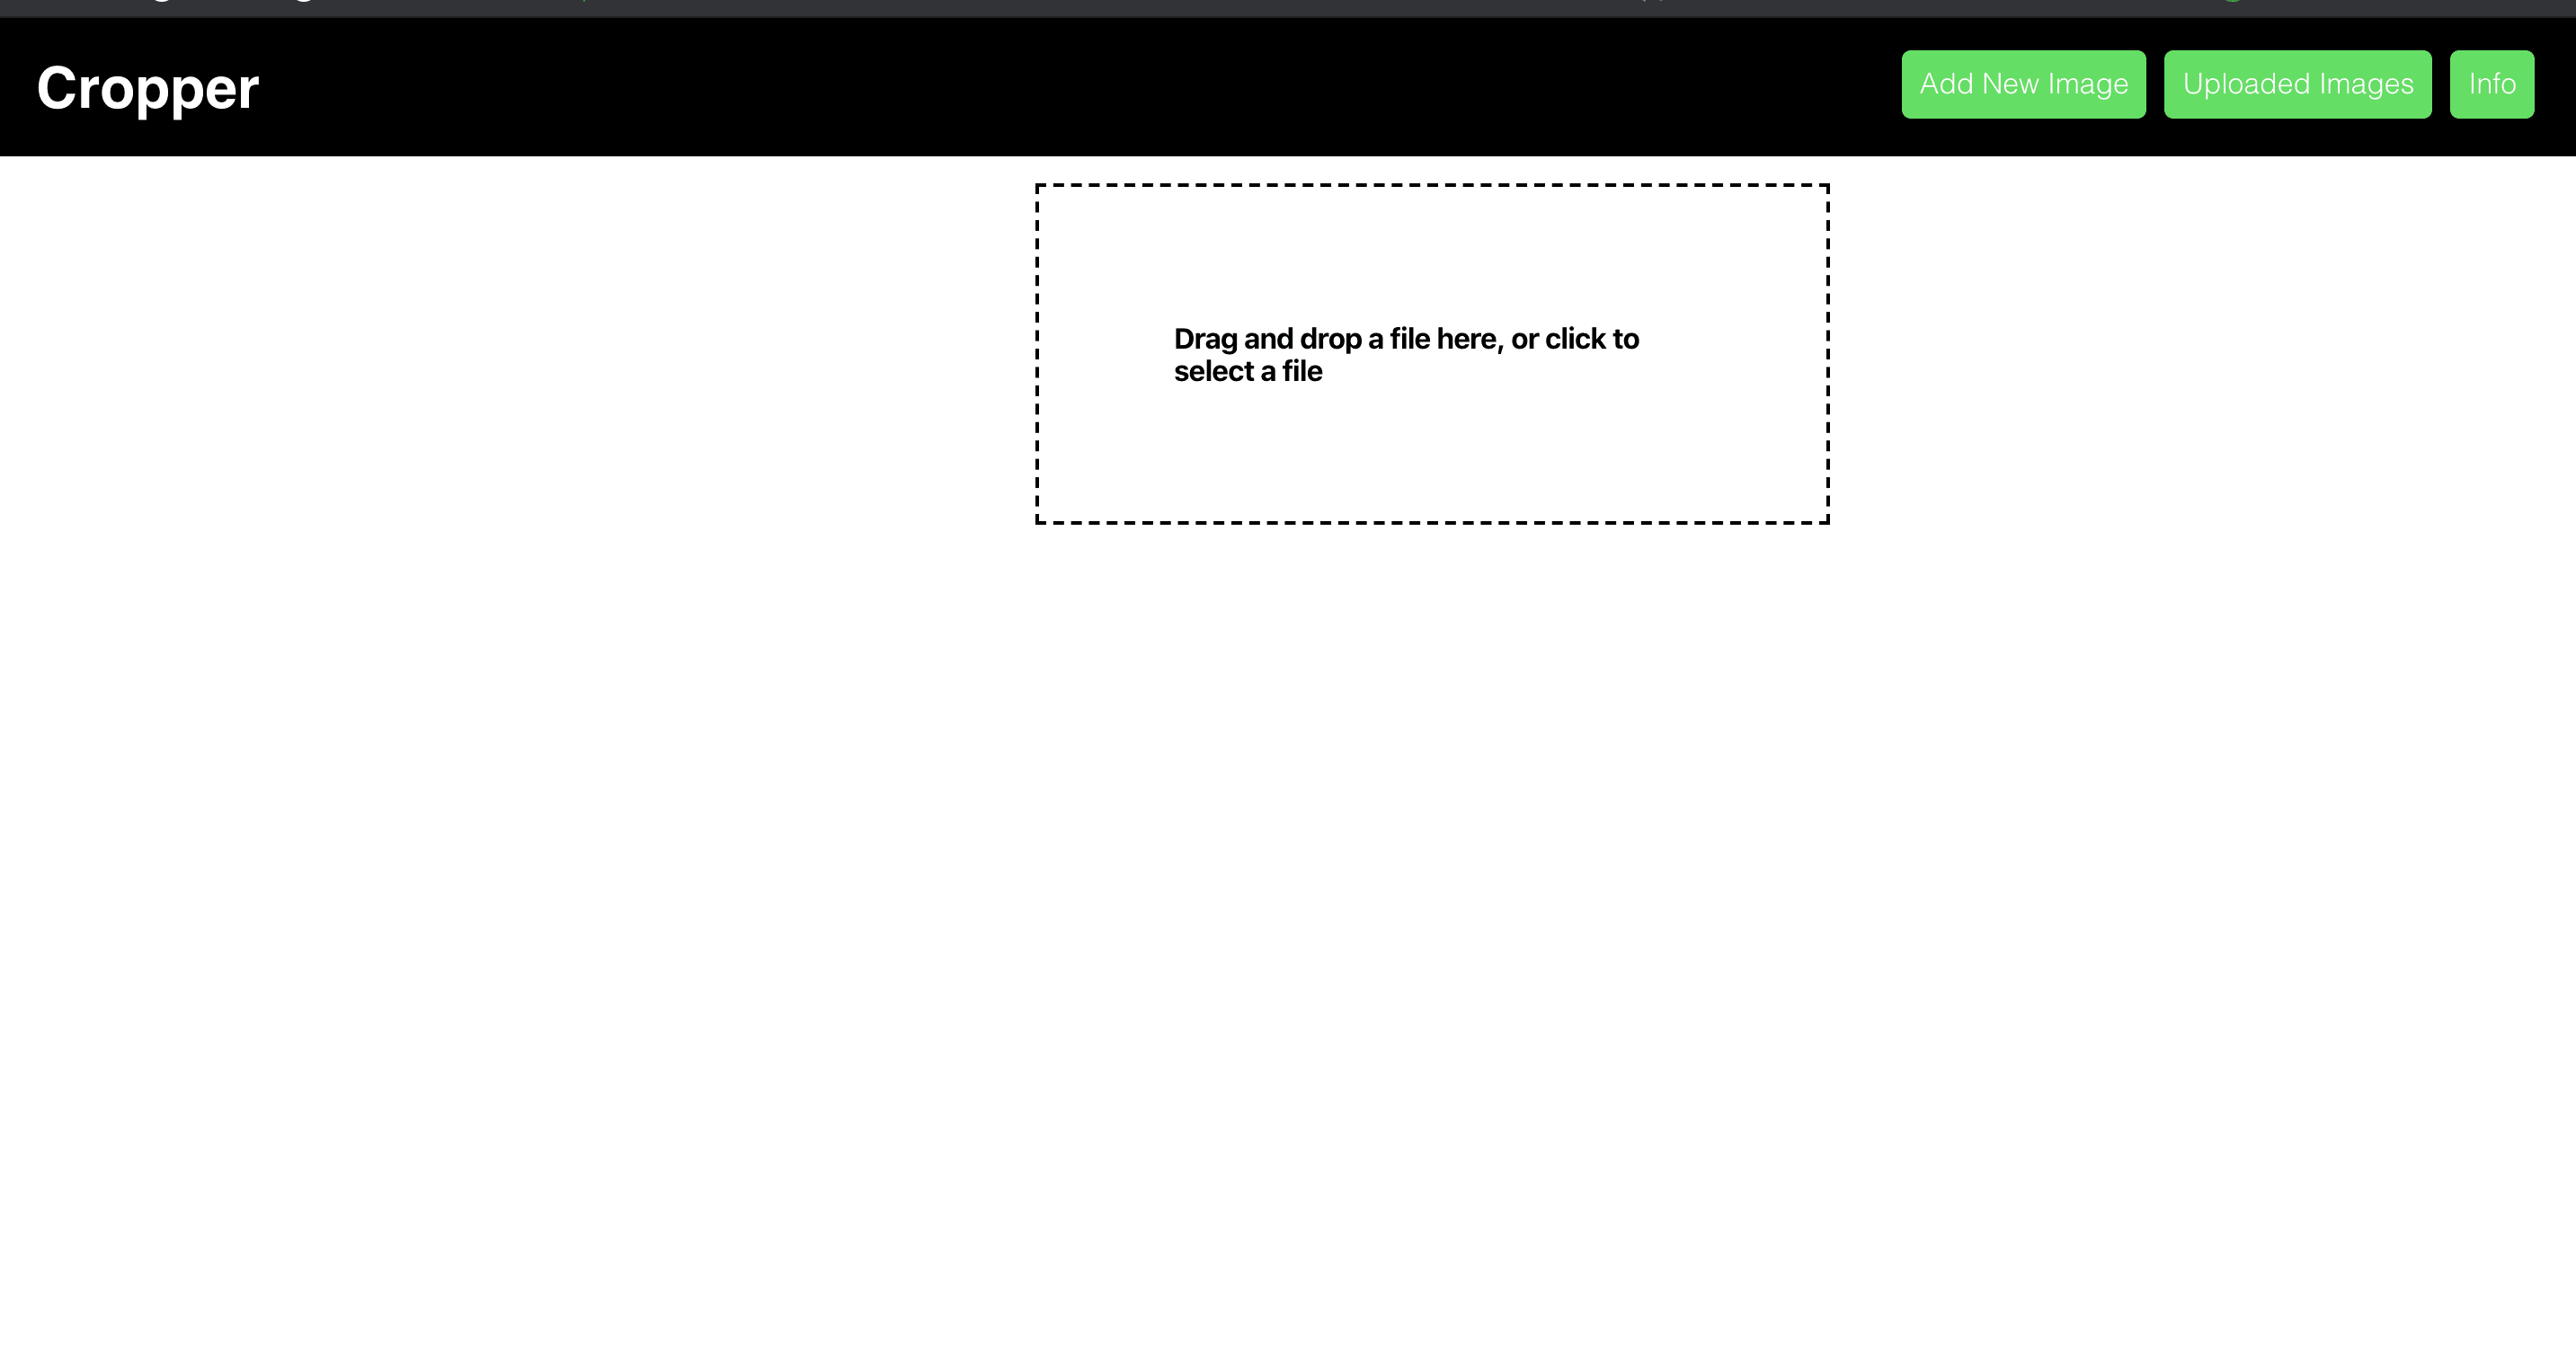 Cropper
Add New Image
Uploaded Images
Info
Drag and drop a file here, or click to
select a file